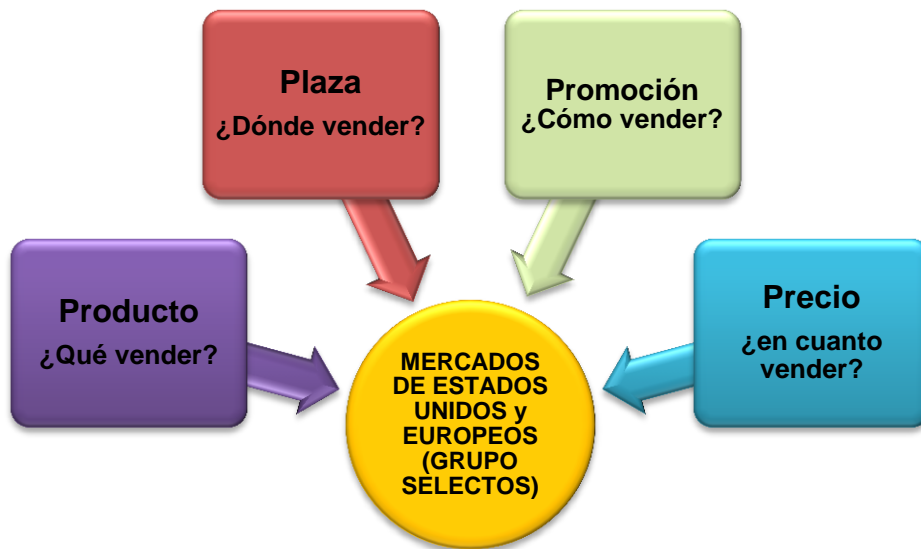 Plaza
¿Dónde vender?
Promoción
¿Cómo vender?
Producto
¿Qué vender?
Precio
¿en cuanto
vender?
MERCADOS
DE ESTADOS
UNIDOS y
EUROPEOS
(GRUPO
SELECTOS)